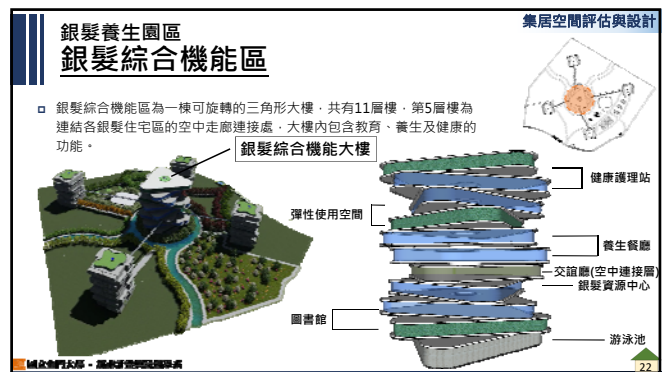 集居空間評估與設計
銀髮養生園區
銀髮綜合機能區
銀髮綜合機能區為一棟可旋轉的三角形大樓，共有11層樓，第5層樓為
連結各銀髮住宅區的空中走廊連接處，大樓內包含教育、養生及健康的
功能。
銀髮綜合機能大樓
健康護理站
彈性使用空間
養生餐廳
交誼廳(空中連接層)
銀髮資源中心
圖書館
游泳池
22